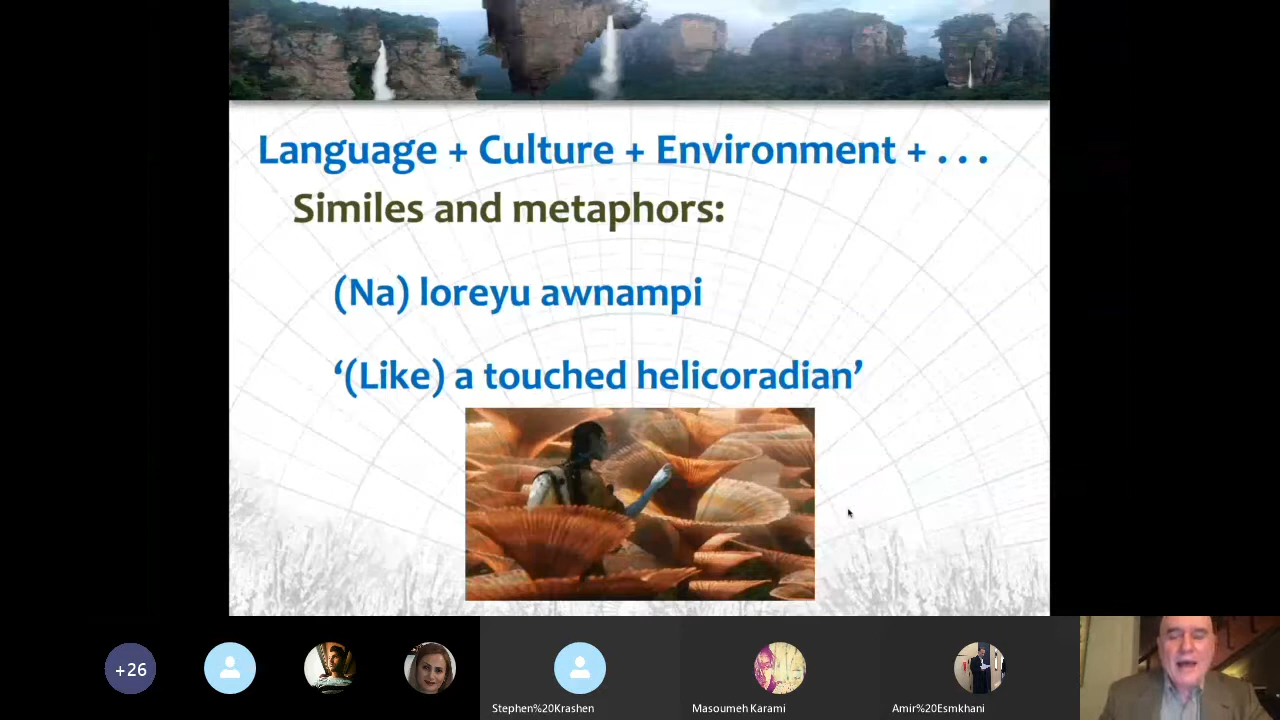 Language + Culture + Environment + . . .
Similes and metaphors:
(Na) loreyu awnampi
‘(Like) a touched helicoradian’
+26
Stephen%20Krashen
Masoumeh Karami
Amir%20Esmkhani